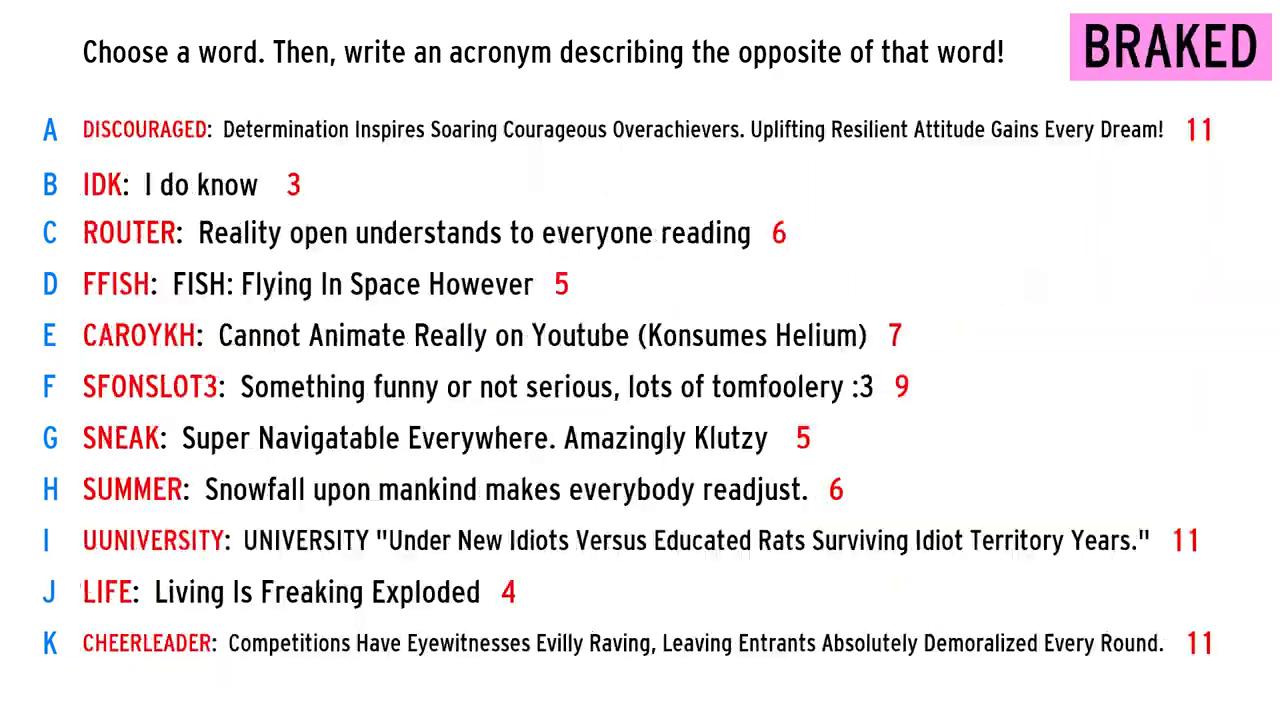 Choose a word. Then, write an acronym describing the opposite of that word! BRAKED
A DISCOURAGED: Determination Inspires Soaring Courageous Overachievers. Uplifting Resilient Attitude Gains Every Dream! 11
B IDK: I do know 3
C ROUTER: Reality open understands to everyone reading 6
D FFISH: FISH: Flying In Space However 5
E CAROYKH: Cannot Animate Really on Youtube (Konsumes Helium) 7
F SFONSLOT3: Something funny or not serious, lots of tomfoolery :3 9
G SNEAK: Super Navigatable Everywhere. Amazingly Klutzy 5
H SUMMER: Snowfall upon mankind makes everybody readjust. 6
I UUNIVERSITY: UNIVERSITY "Under New Idiots Versus Educated Rats Surviving Idiot Territory Years." 11
J LIFE: Living Is Freaking Exploded 4
K CHEERLEADER: Competitions Have Eyewitnesses Evilly Raving, Leaving Entrants Absolutely Demoralized Every Round. 11